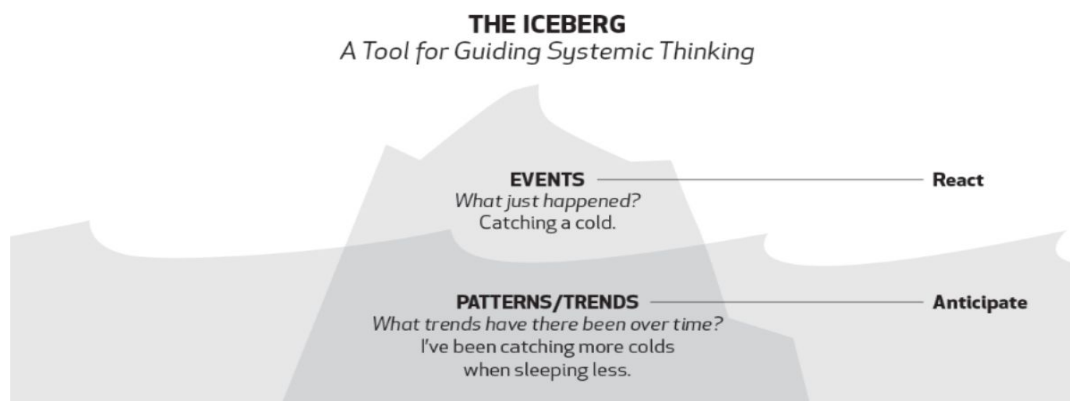 THE ICEBERG
A Tool for Guiding Systemic Thinking
EVENTS
React
What just happened?
Catching a cold.
PATTERNS/TRENDS
Anticipate
What trends have there been over time?
I've been catching more colds
when sleeping less.